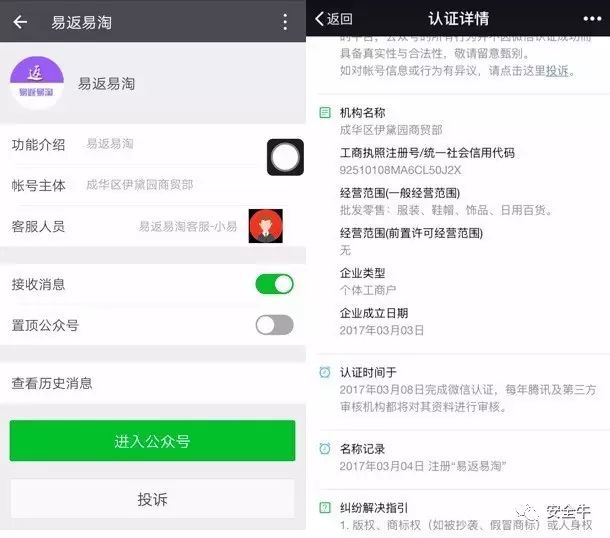 易返易淘
返
易返易淘
易返易淘
功能介绍 易返易淘
帐号主体 成华区伊黛园商贸部
客服人员 易返易淘客服-小易
接收消息
置顶公众号
查看历史消息
进入公众号
投诉
返回 认证详情
具备真实性与合法性，敬请留意甄别。
如对帐号信息或行为有异议，请点击这里投诉。
机构名称
成华区伊黛园商贸部
工商执照注册号/统一社会信用代码
92510108MA6CL50J2X
经营范围(一般经营范围)
批发零售：服装、鞋帽、饰品、日用百货。
经营范围(前置许可经营范围)
无
企业类型
个体工商户
企业成立日期
2017年03月03日
认证时间于
2017年03月08日完成微信认证，每年腾讯及第三方
审核机构都将对其资料进行审核。
名称记录
2017年03月04日 注册“易返易淘”
纠纷解决指引
1. 版权、商标权（如被抄袭、假冒商标）或人身权
安全牛